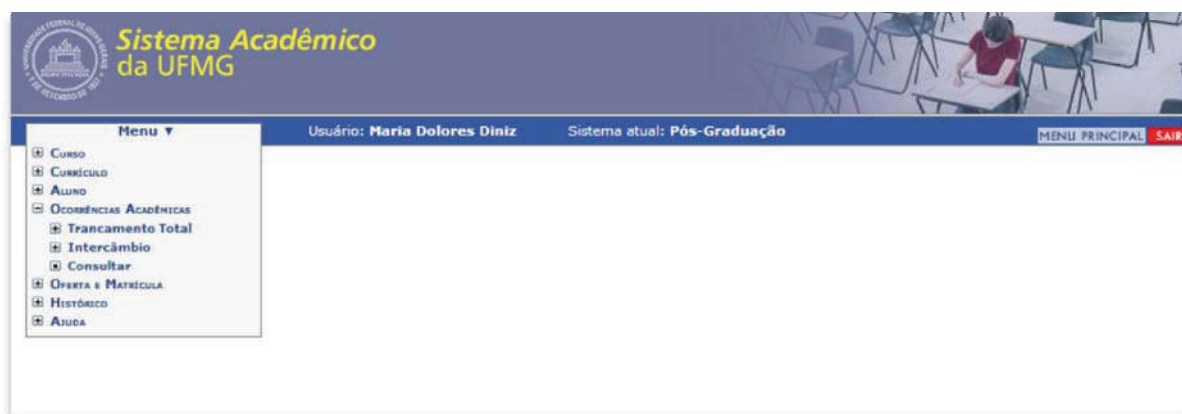 Sistema Acadêmico
da UFMG
Menu ▼
Usuário: Maria Dolores Diniz
Sistema atual: Pós-Graduação
MENU PRINCIPAL
SAIR
Curso
Currículo
Aluno
Ocorrências Acadêmicas
Trancamento Total
Intercâmbio
Consultar
Oferta e Matrícula
Histórico
Ajuda